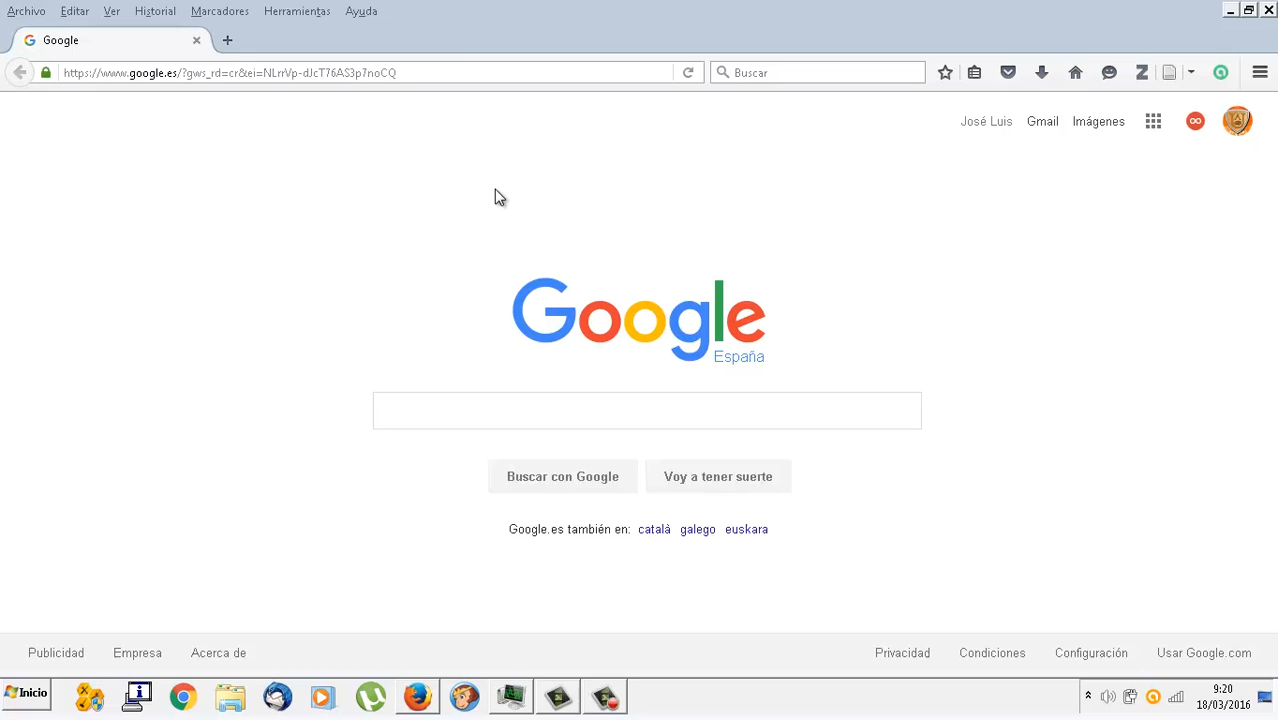 Archivo Editar Ver Historial Marcadores Herramientas Ayuda
Google
https://www.google.es/?gws_rd=cr&ei=NLrrVp-dJcT76AS3p7noCQ Buscar
José Luis Gmail Imágenes
Google
España
Buscar con Google Voy a tener suerte
Google.es también en: català galego euskara
Publicidad Empresa Acerca de Privacidad Condiciones Configuración Usar Google.com
Inicio 9:20
18/03/2016